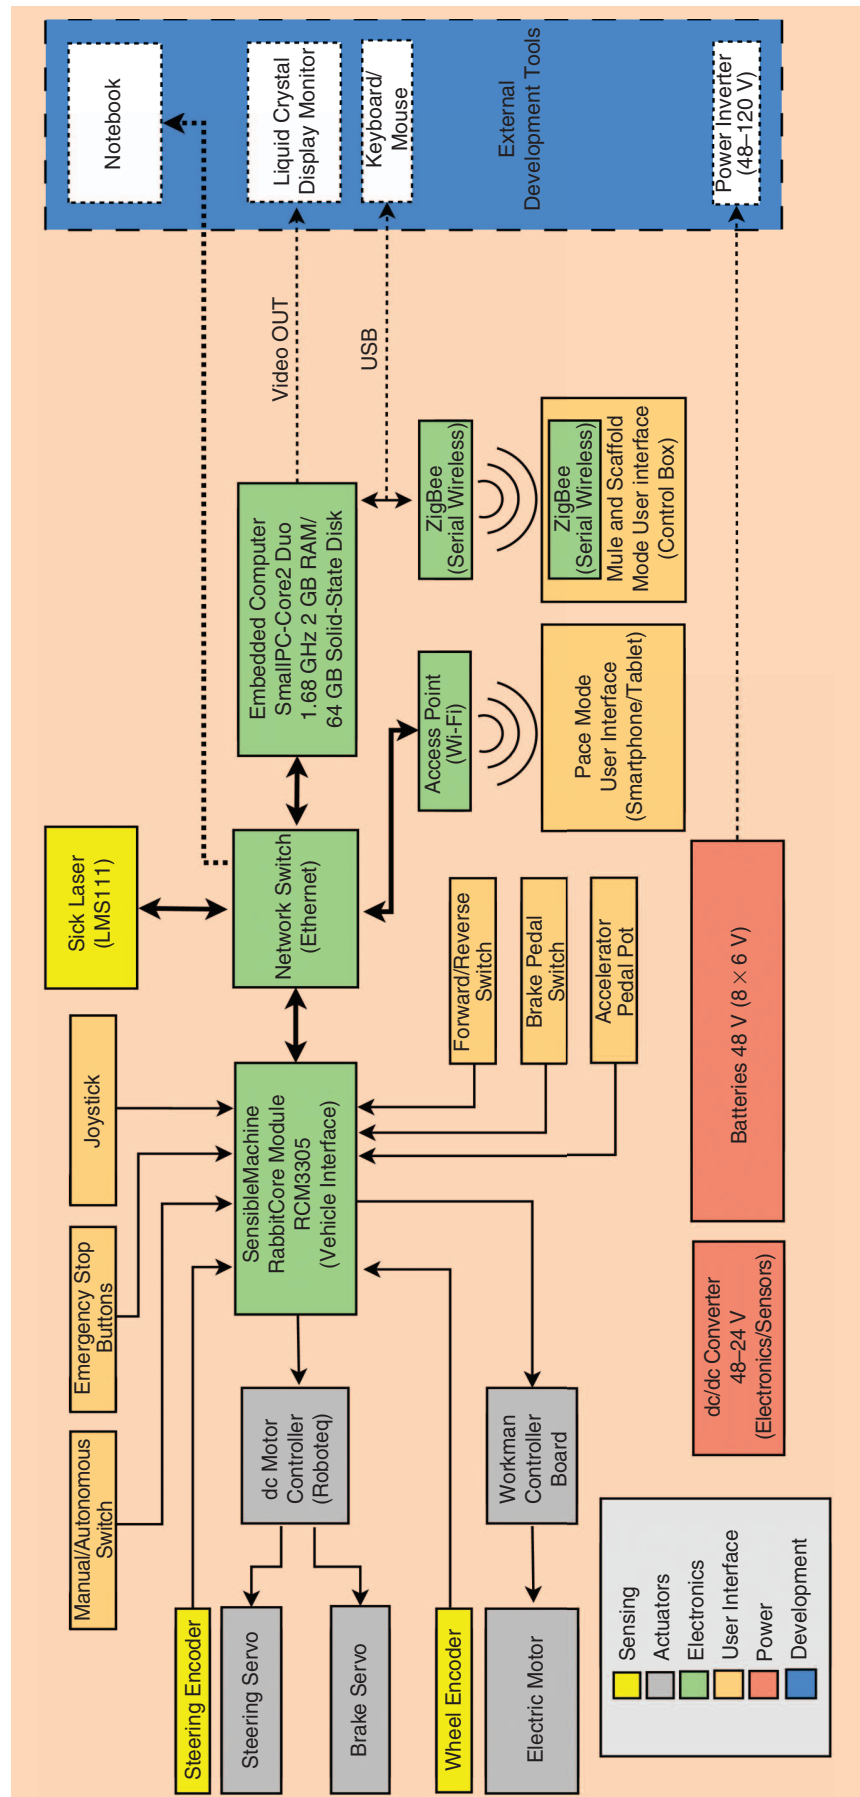 Notebook
Liquid Crystal
Display Monitor
Keyboard/
Mouse
External
Development Tools
Power Inverter
(48–120 V)
Video OUT
USB
Embedded Computer
SmallPC-Core2 Duo
1.68 GHz 2 GB RAM/
64 GB Solid-State Disk
ZigBee
(Serial Wireless)
ZigBee
(Serial Wireless)
Mule and Scaffold
Mode User interface
(Control Box)
Access Point
(Wi-Fi)
Pace Mode
User Interface
(Smartphone/Tablet)
Sick Laser
(LMS111)
Network Switch
(Ethernet)
Joystick
Emergency Stop
Buttons
Manual/Autonomous
Switch
SensibleMachine
RabbitCore Module
RCM3305
(Vehicle Interface)
Forward/Reverse
Switch
Brake Pedal
Switch
Accelerator
Pedal Pot
Batteries 48 V (8 × 6 V)
dc/dc Converter
48–24 V
(Electronics/Sensors)
dc Motor
Controller
(Roboteq)
Workman
Controller
Board
Steering Encoder
Steering Servo
Brake Servo
Wheel Encoder
Electric Motor
Sensing
Actuators
Electronics
User Interface
Power
Development